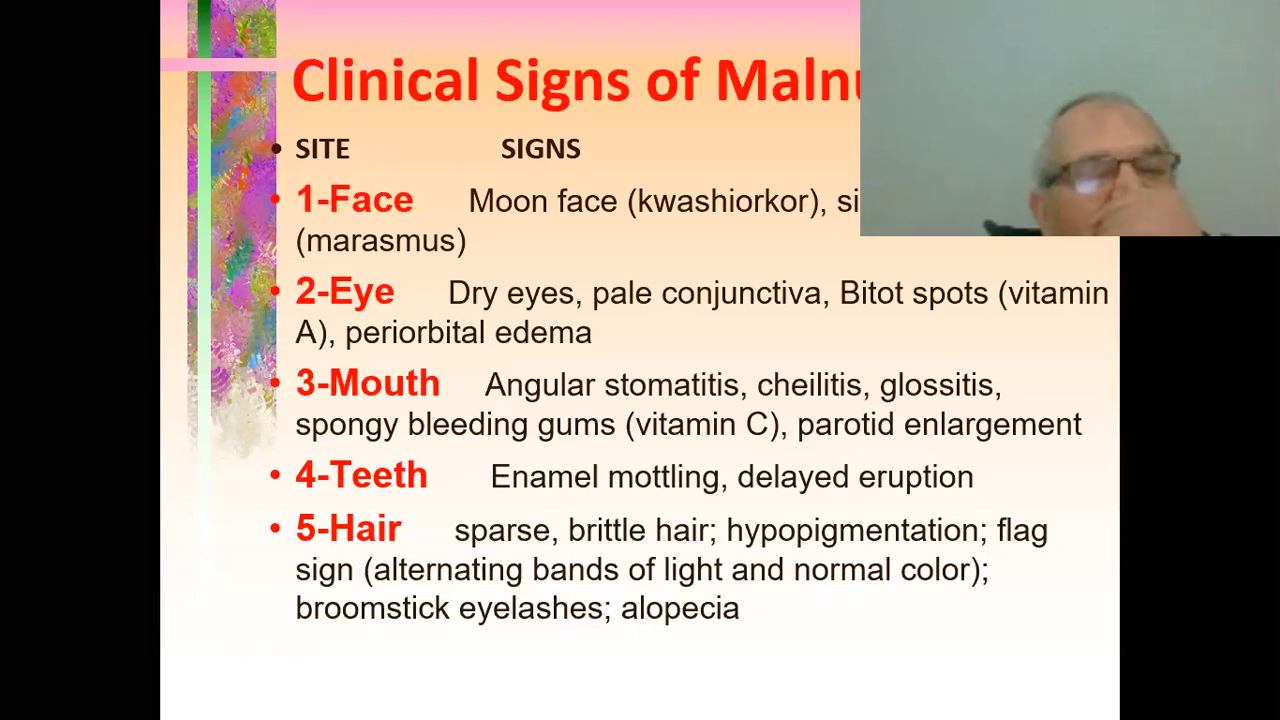 Clinical Signs of
• SITE SIGNS
• 1-Face Moon face (kwashiorkor),
(marasmus)
• 2-Eye Dry eyes, pale conjunctiva, Bitot spots (vitamin
A), periorbital edema
• 3-Mouth Angular stomatitis, cheilitis, glossitis,
spongy bleeding gums (vitamin C), parotid enlargement
• 4-Teeth Enamel mottling, delayed eruption
• 5-Hair sparse, brittle hair; hypopigmentation; flag
sign (alternating bands of light and normal color);
broomstick eyelashes; alopecia